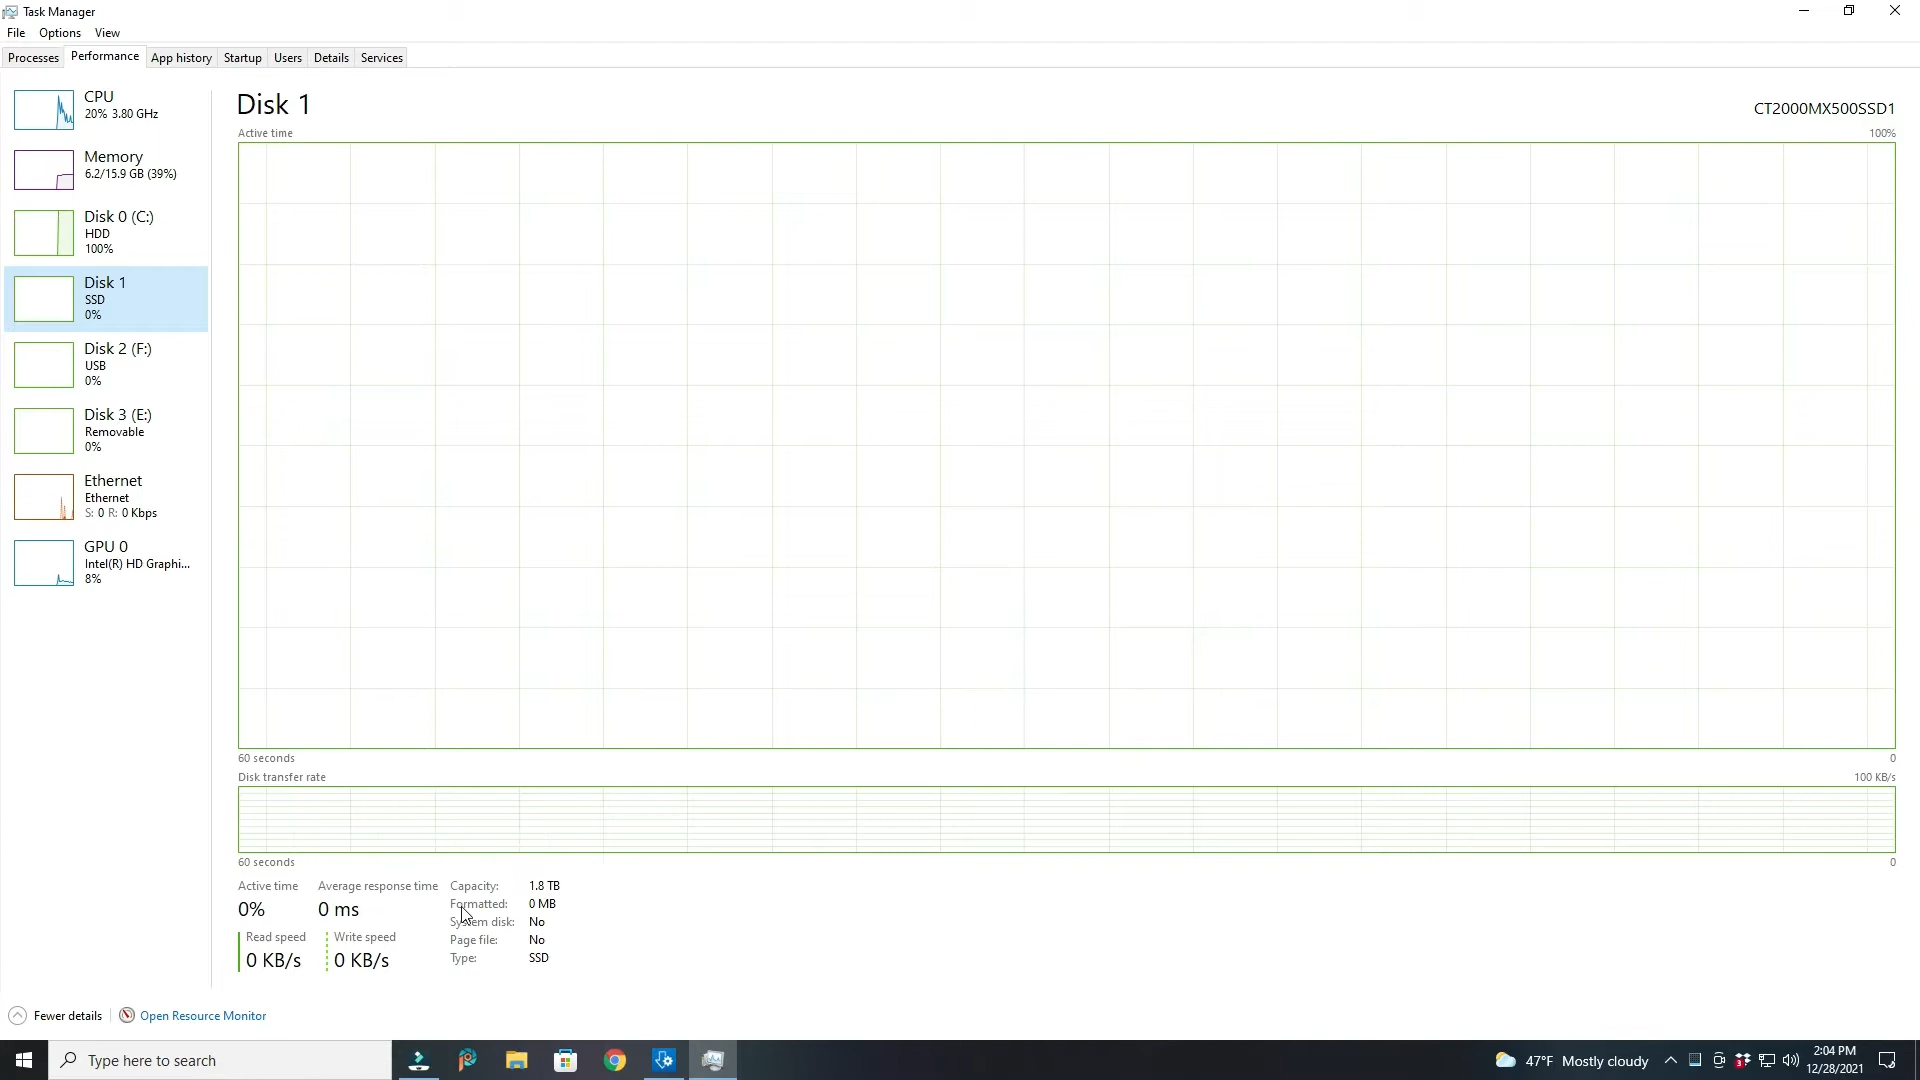 Task Manager
File Options View
Processes Performance App history Startup Users Details Services
CPU
20% 3.80 GHz
Memory
6.2/15.9 GB (39%)
Disk 0 (C:)
HDD
100%
Disk 1
SSD
0%
Disk 2 (F:)
USB
0%
Disk 3 (E:)
Removable
0%
Ethernet
Ethernet
S: 0 R: 0 Kbps
GPU 0
Intel(R) HD Graphi...
8%
Disk 1 CT2000MX500SSD1
Active time 100%
60 seconds 0
Disk transfer rate 100 KB/s
60 seconds 0
Active time Average response time
0% 0 ms
Read speed Write speed
0 KB/s 0 KB/s
Capacity: 1.8 TB
Formatted: 0 MB
System disk: No
Page file: No
Type: SSD
Fewer details Open Resource Monitor
Type here to search
47°F Mostly cloudy
2:04 PM
12/28/2021